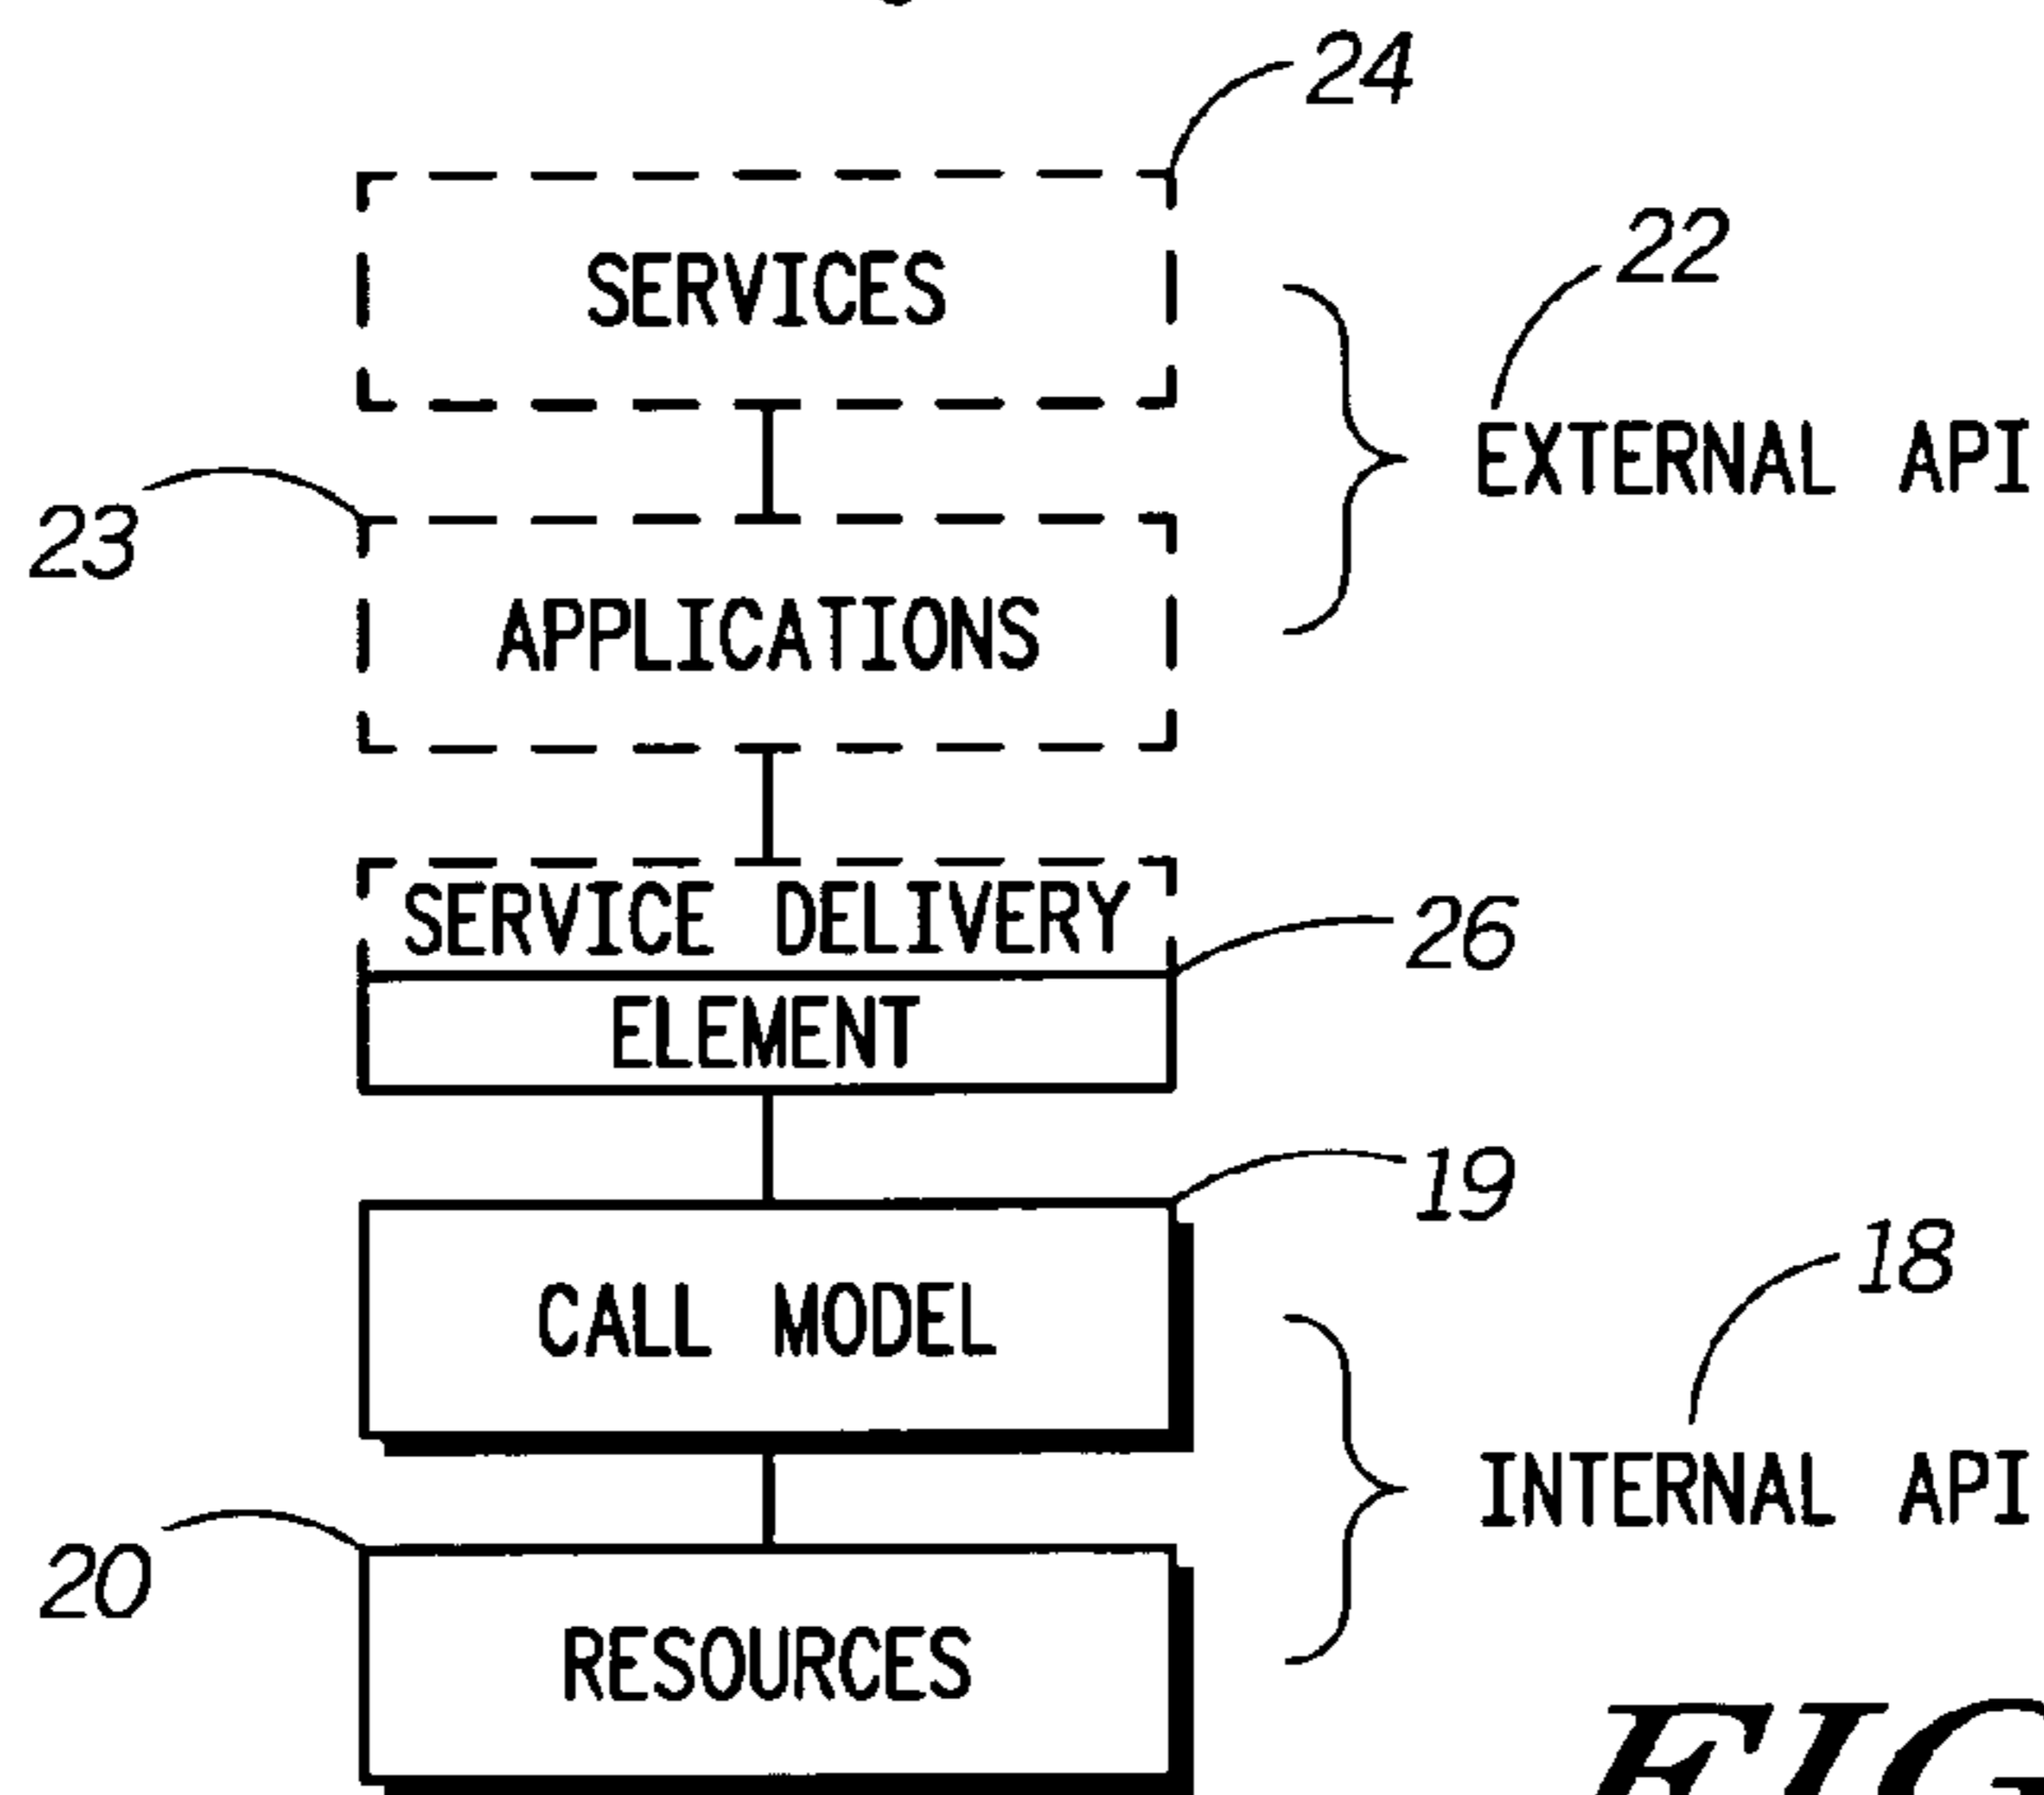 24
SERVICES
22
EXTERNAL API
23
APPLICATIONS
SERVICE DELIVERY
26
ELEMENT
19
CALL MODEL
18
INTERNAL API
20
RESOURCES